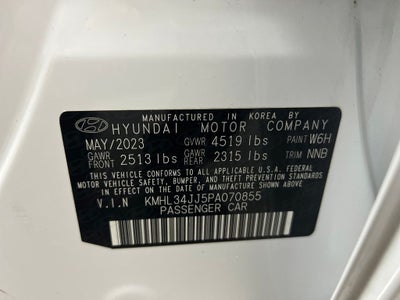 MANUFACTURED IN KOREA BY
HYUNDAI MOTOR COMPANY
MAY/2023 GVWR 4519 lbs PAINT W6H
GAWR FRONT 2513 lbs GAWR REAR 2315 lbs TRIM NNB
THIS VEHICLE CONFORMS TO ALL APPLICABLE
U.S. FEDERAL MOTOR VEHICLE SAFETY, BUMPER, AND
THEFT PREVENTION STANDARDS IN EFFECT ON THE
DATE OF MANUFACTURE SHOWN ABOVE.
V.I.N KMHL34JJ5PA070855
PASSENGER CAR